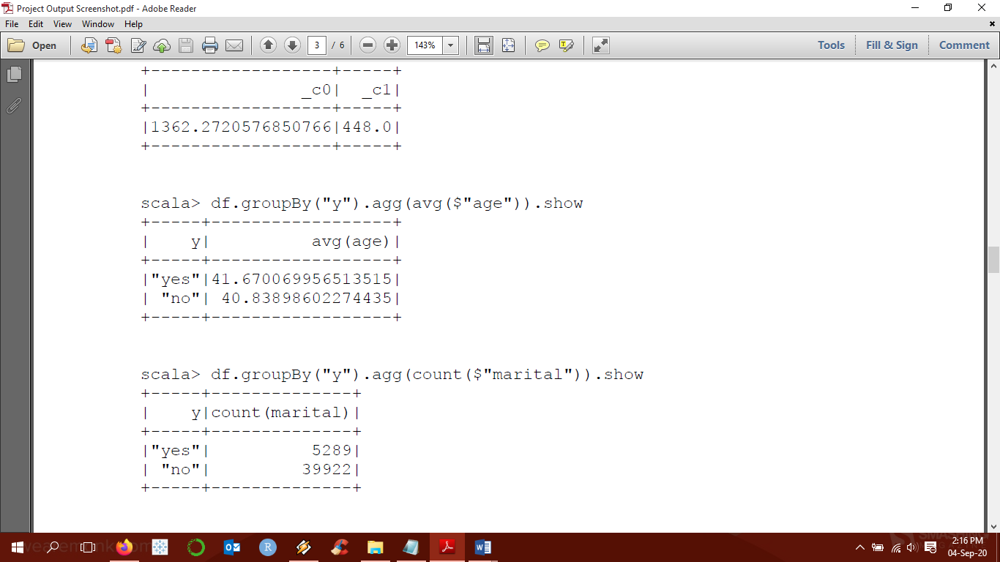 Project Output Screenshot.pdf - Adobe Reader
File Edit View Window Help
Open 3 / 6 143% Tools Fill & Sign Comment
+------------------+-----+
|               _c0|  _c1|
+------------------+-----+
|1362.2720576850766|448.0|
+------------------+-----+
scala> df.groupBy("y").agg(avg($"age")).show
+-----+------------------+
|    y|          avg(age)|
+-----+------------------+
|"yes"|41.670069956513515|
| "no"| 40.83898602274435|
+-----+------------------+
scala> df.groupBy("y").agg(count($"marital")).show
+-----+--------------+
|    y|count(marital)|
+-----+--------------+
|"yes"|          5289|
| "no"|         39922|
+-----+--------------+
2:16 PM
04-Sep-20